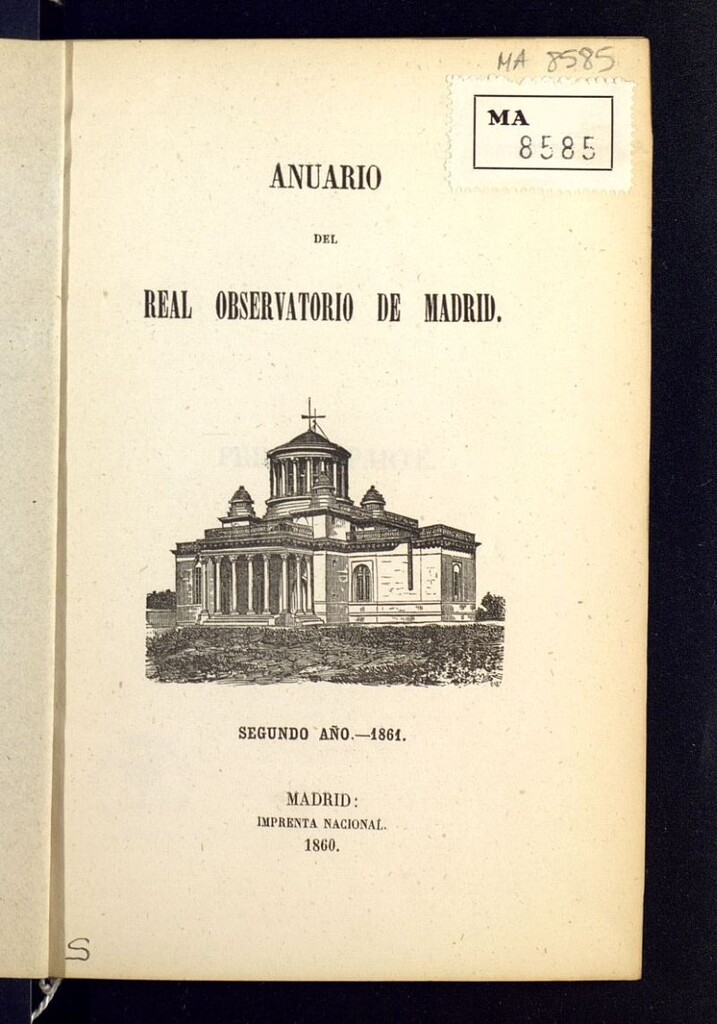 MA 8585
MA
8585
ANUARIO
DEL
REAL OBSERVATORIO DE MADRID.
SEGUNDO AÑO.—1861.
MADRID:
IMPRENTA NACIONAL.
1860.
S